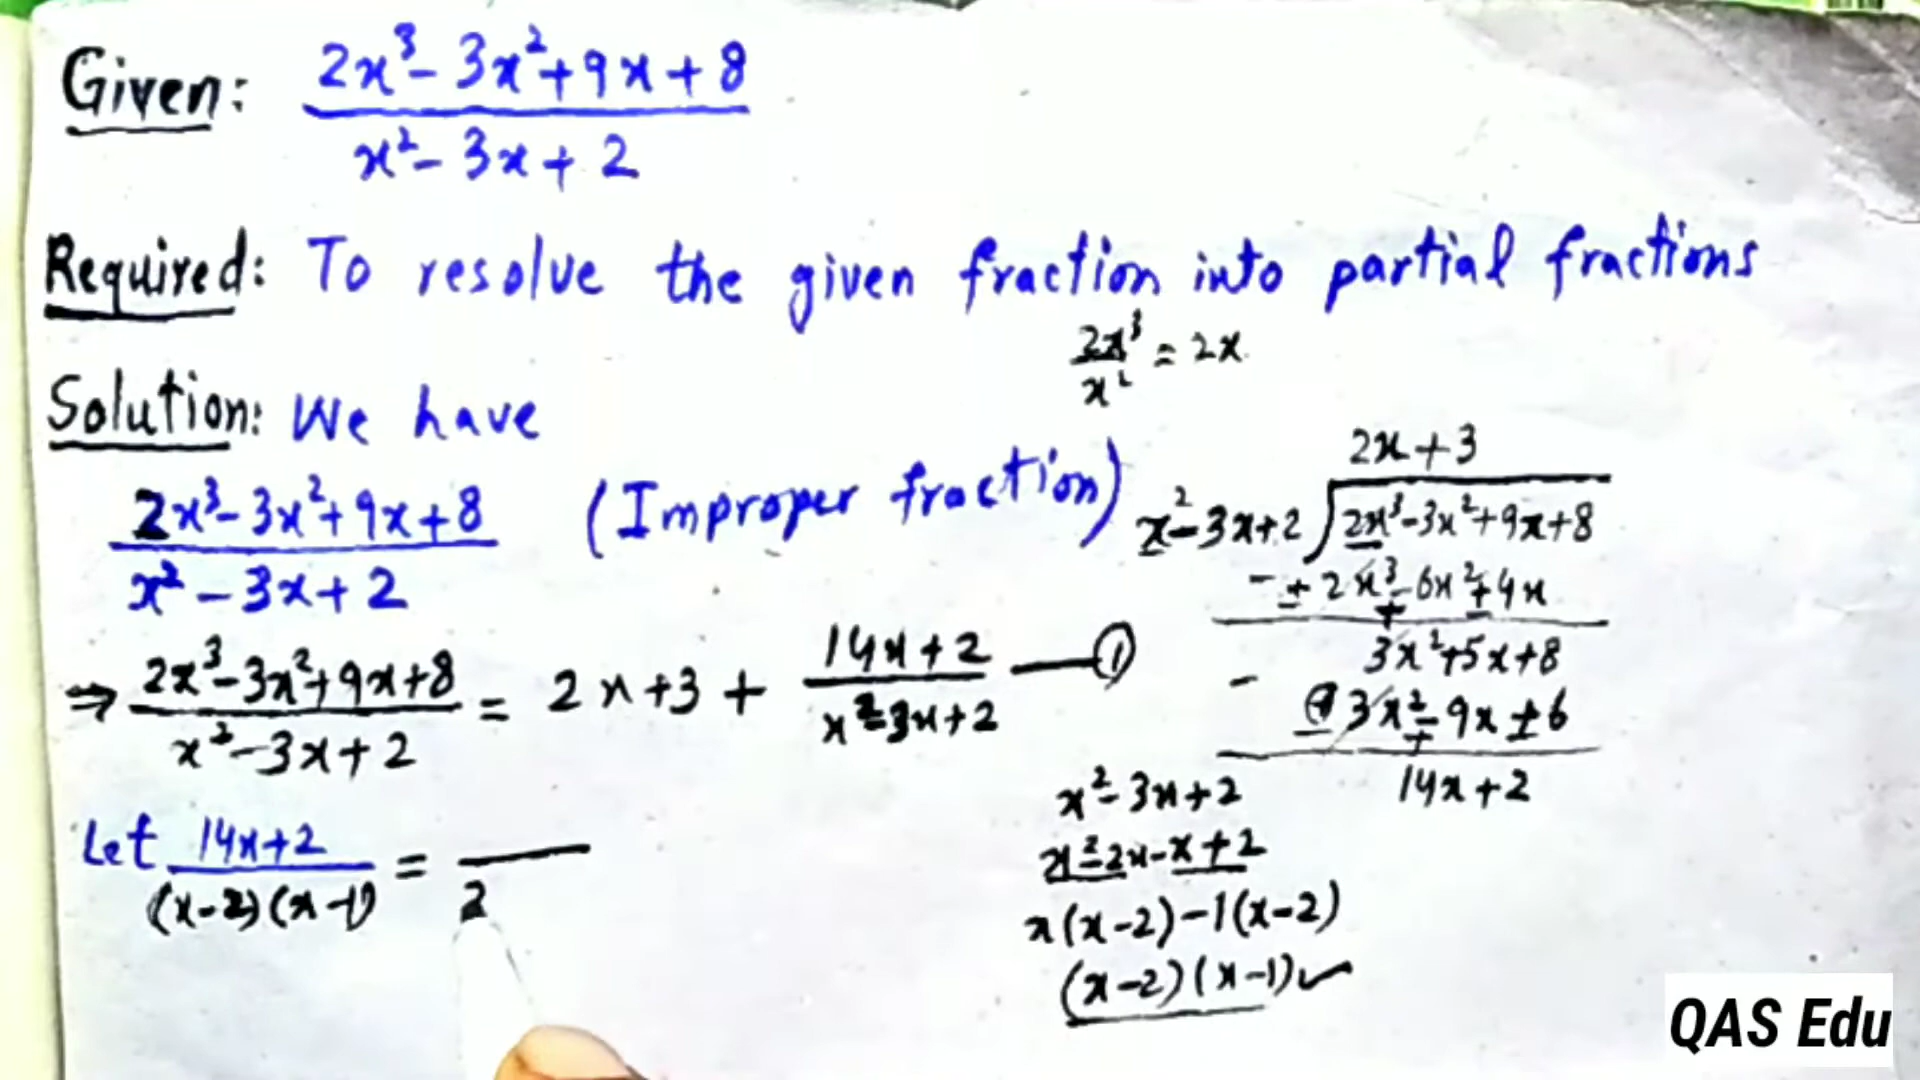 Given: 2x³-3x²+9x+8
x²-3x+2
Required: To resolve the given fraction into partial fractions
2x³/x² = 2x
Solution: We have
2x³-3x²+9x+8 / x²-3x+2 (Improper fraction)
⇒ 2x³-3x²+9x+8 / x²-3x+2 = 2x+3 + 14x+2 / x²-3x+2 —①
Let 14x+2 / (x-2)(x-1) =
2x+3
x²-3x+2 √ 2x³-3x²+9x+8
- ± 2x³-6x²+4x
3x²+5x+8
- 3x²-9x±6
14x+2
x²-3x+2
x²-2x-x+2
x(x-2)-1(x-2)
(x-2)(x-1)✓
QAS Edu